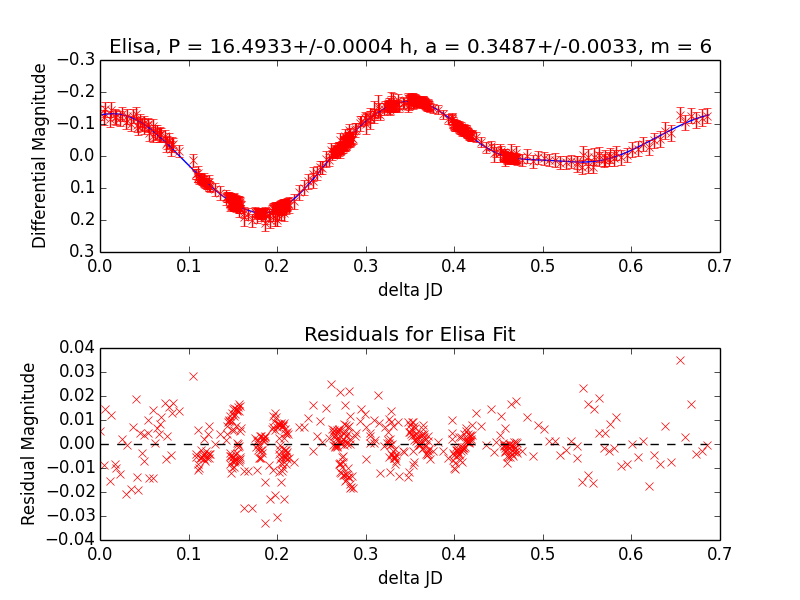 Elisa, P = 16.4933+/-0.0004 h, a = 0.3487+/-0.0033, m = 6
−0.3
−0.2
−0.1
0.0
0.1
0.2
0.3
Differential Magnitude
0.0 0.1 0.2 0.3 0.4 0.5 0.6 0.7
delta JD
Residuals for Elisa Fit
0.04
0.03
0.02
0.01
0.00
−0.01
−0.02
−0.03
−0.04
Residual Magnitude
0.0 0.1 0.2 0.3 0.4 0.5 0.6 0.7
delta JD